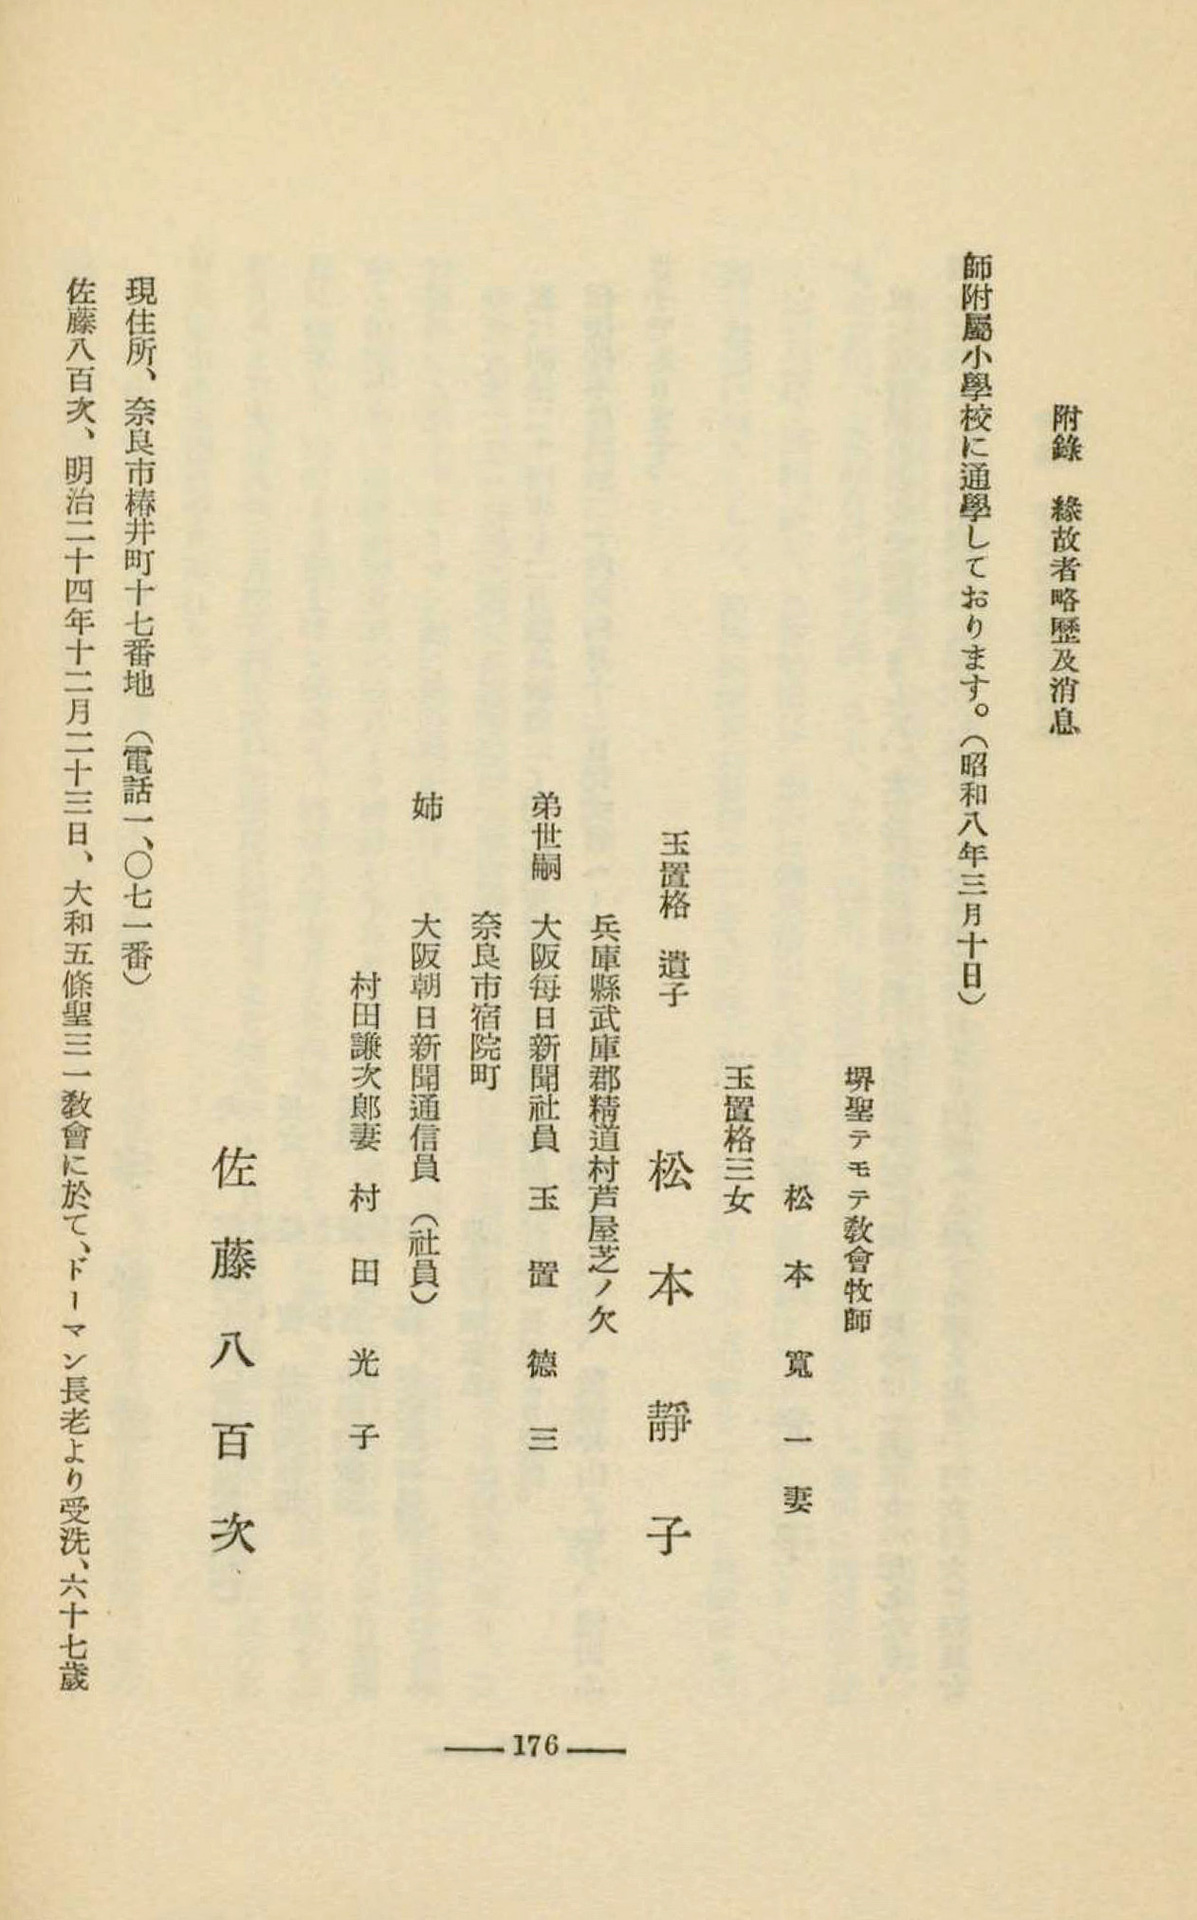 附錄　緣故者略歷及消息
師附屬小學校に通學しております。（昭和八年三月十日）
堺聖テモテ敎會牧師
松本寬一妻
玉置格三女
玉置格　遺子　松本靜子
兵庫縣武庫郡精道村芦屋芝ノ欠
弟世嗣　大阪每日新聞社員　玉置德三
奈良市宿院町
姉　大阪朝日新聞通信員（社員）
村田謙次郎妻　村田光子
佐藤八百次
現住所、奈良市椿井町十七番地　（電話一、〇七一番）
佐藤八百次、明治二十四年十二月二十三日、大和五條聖三一敎會に於て、ドーマン長老より受洗、六十七歲
176